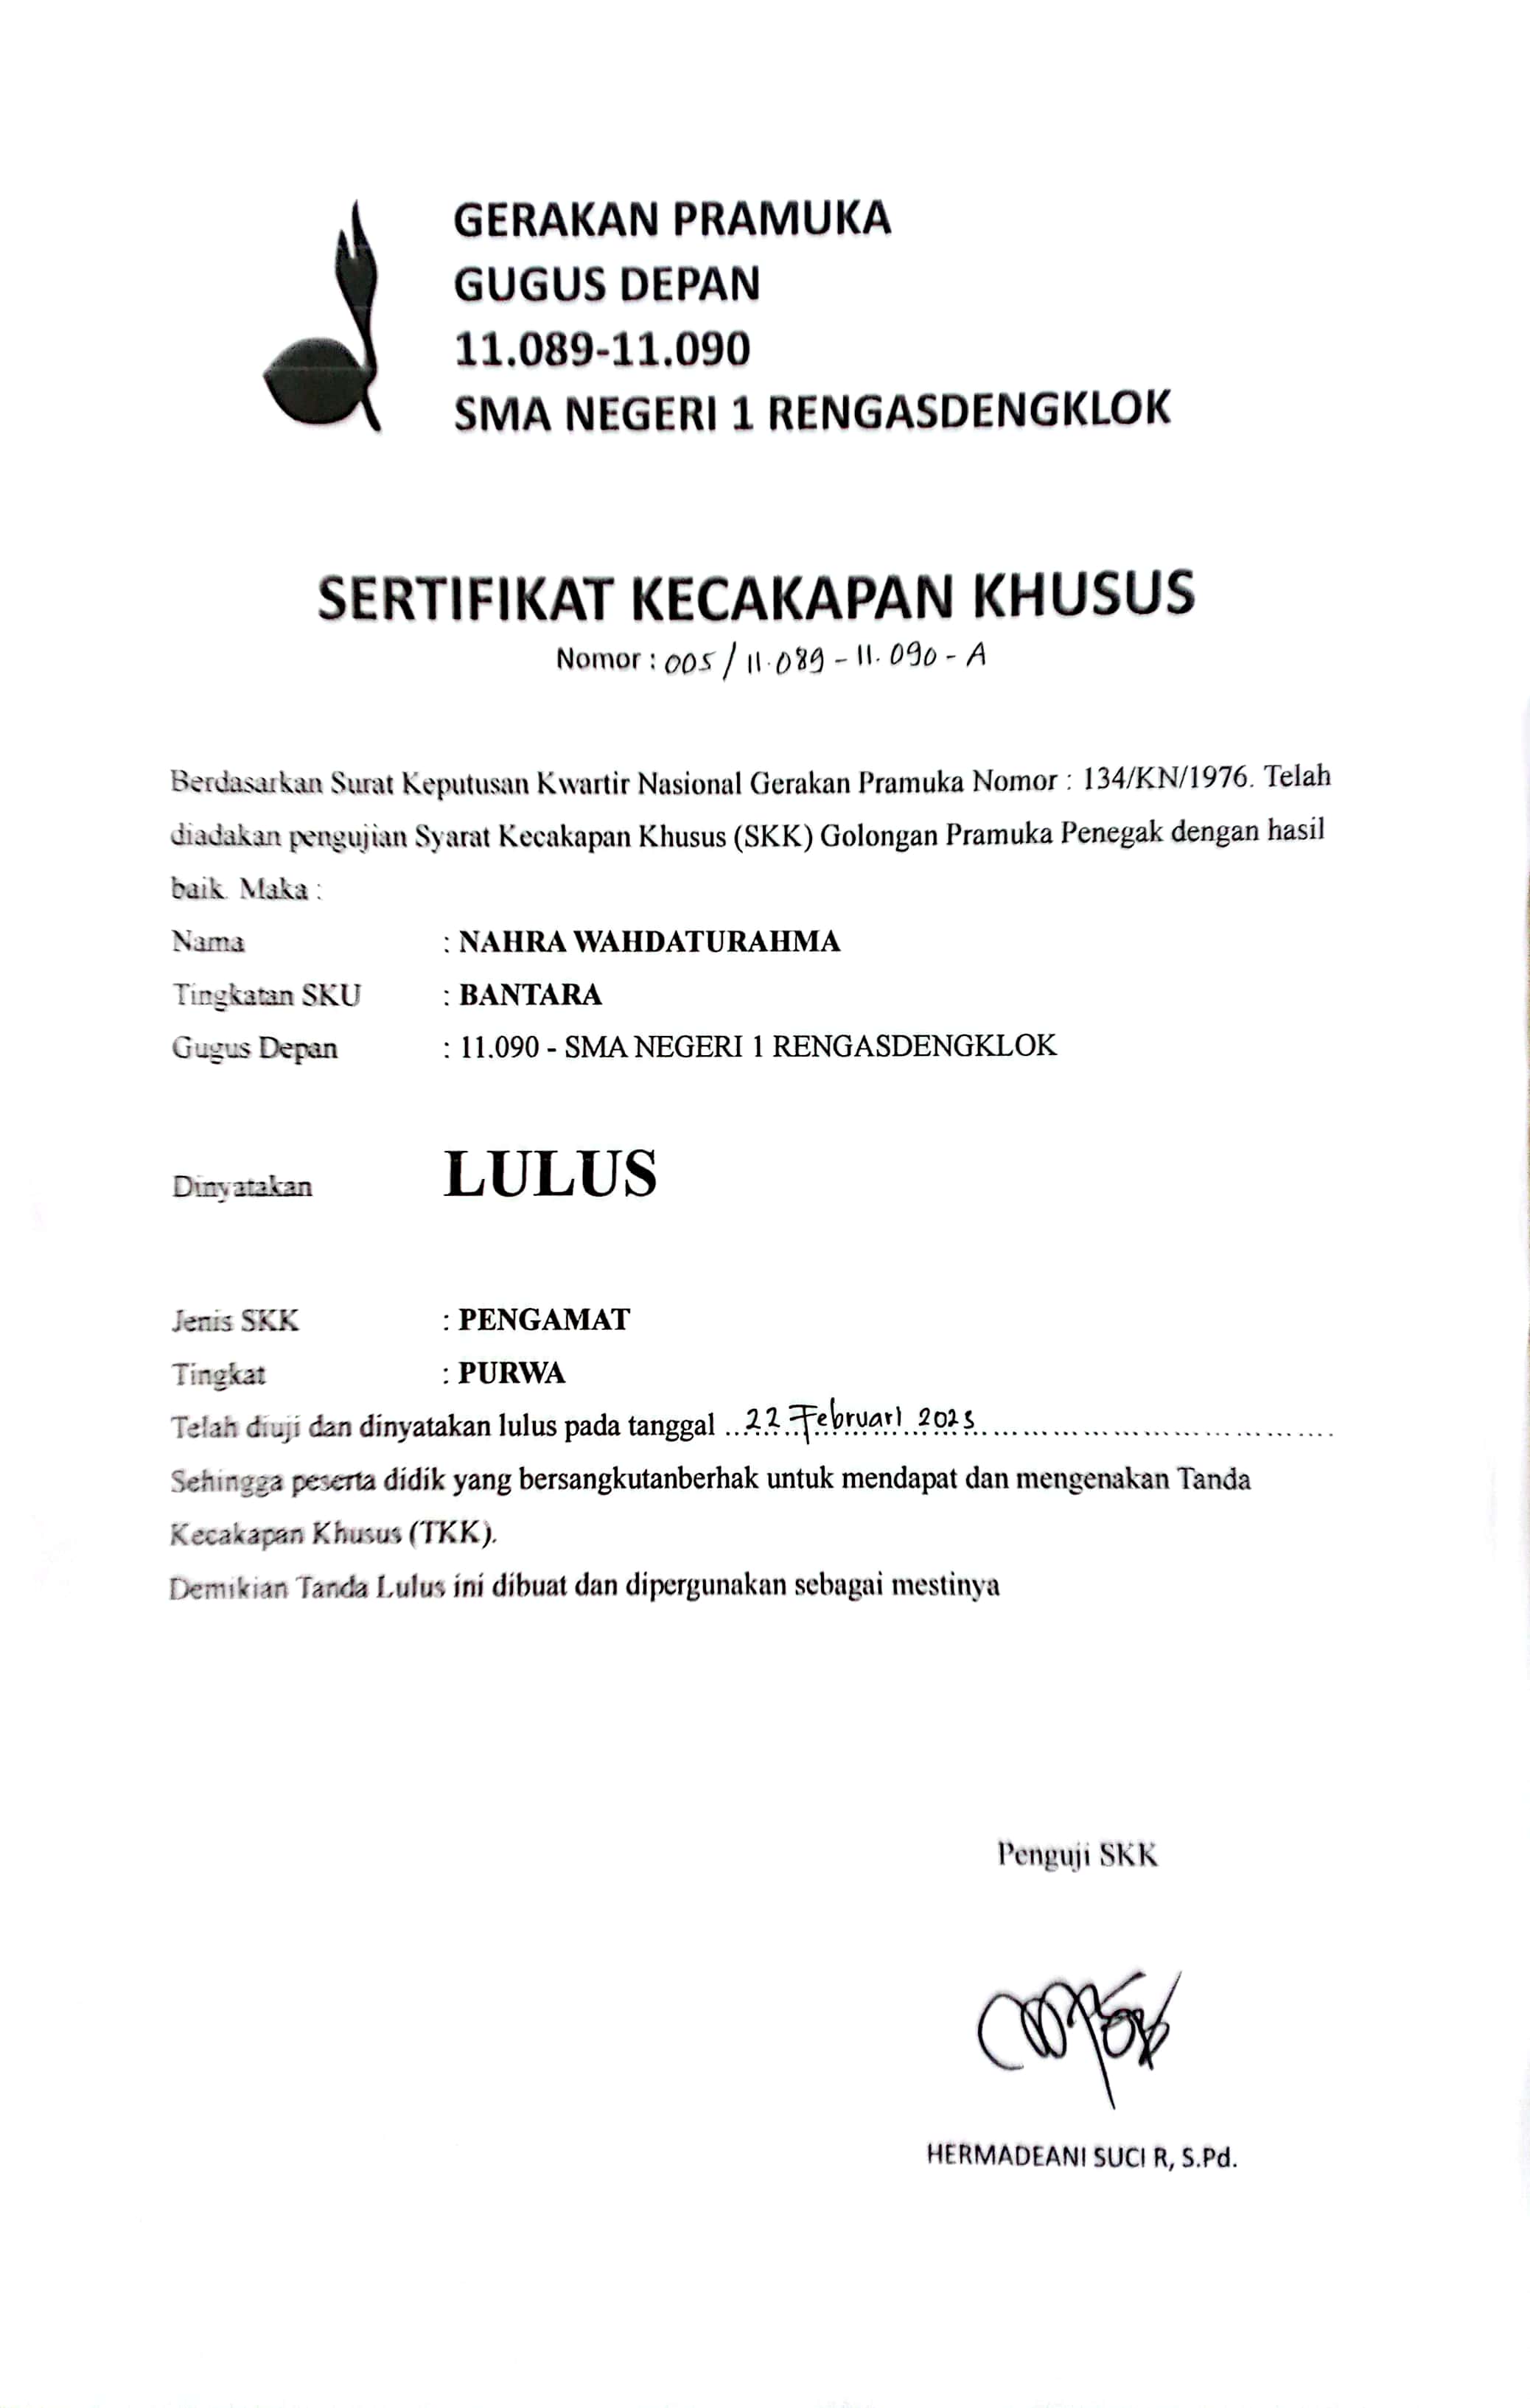 GERAKAN PRAMUKA
GUGUS DEPAN
11.089-11.090
SMA NEGERI 1 RENGASDENGKLOK
SERTIFIKAT KECAKAPAN KHUSUS
Nomor : 005 / 11.089 - 11.090 - A
Berdasarkan Surat Keputusan Kwartir Nasional Gerakan Pramuka Nomor : 134/KN/1976. Telah
diadakan pengujian Syarat Kecakapan Khusus (SKK) Golongan Pramuka Penegak dengan hasil
baik. Maka :
Nama : NAHRA WAHDATURAHMA
Tingkatan SKU : BANTARA
Gugus Depan : 11.090 - SMA NEGERI 1 RENGASDENGKLOK
Dinyatakan LULUS
Jenis SKK : PENGAMAT
Tingkat : PURWA
Telah diuji dan dinyatakan lulus pada tanggal 22 Februari 2023
Sehingga peserta didik yang bersangkutanberhak untuk mendapat dan mengenakan Tanda
Kecakapan Khusus (TKK).
Demikian Tanda Lulus ini dibuat dan dipergunakan sebagai mestinya
Penguji SKK
HERMADEANI SUCI R, S.Pd.